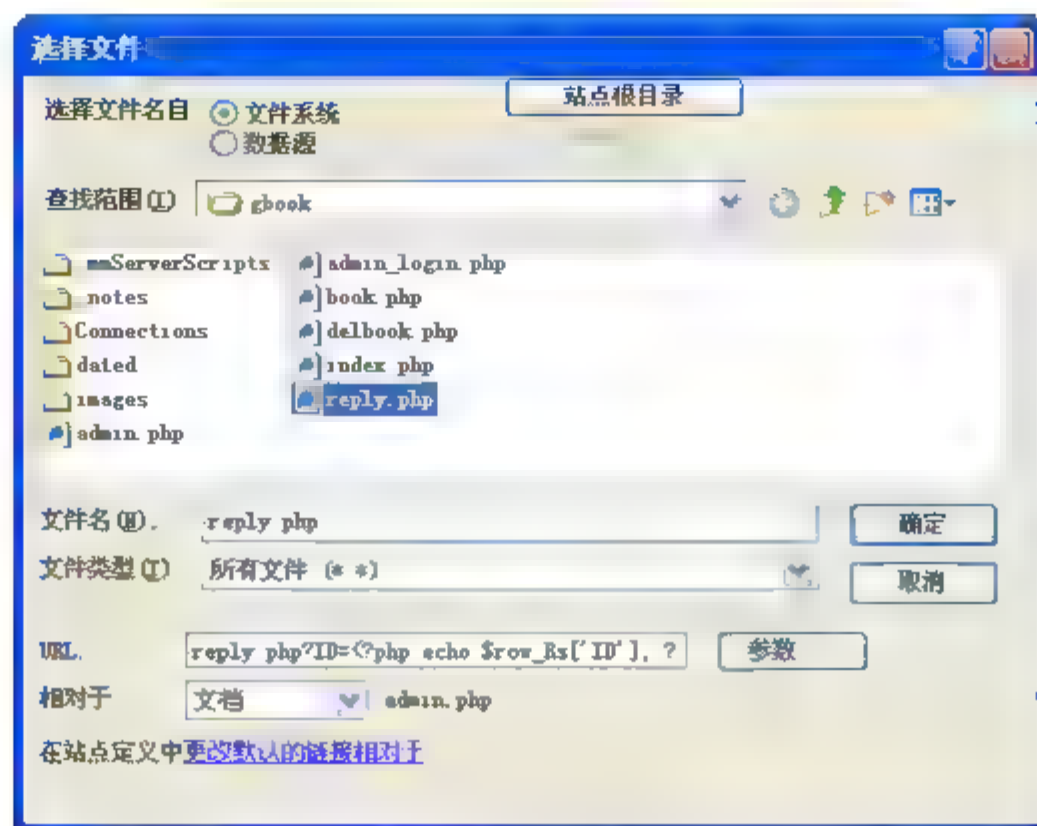 选择文件
选择文件名自 文件系统 站点根目录
数据源
查找范围(I) gbook
_mmServerScripts admin_login.php
_notes book.php
Connections delbook.php
dated index.php
images reply.php
admin.php
文件名(N). reply php 确定
文件类型(T) 所有文件 (* *) 取消
URL. reply php?ID=<?php echo $row_Rs['ID'], ? 参数
相对于 文档 admin.php
在站点定义中更改默认的链接相对于